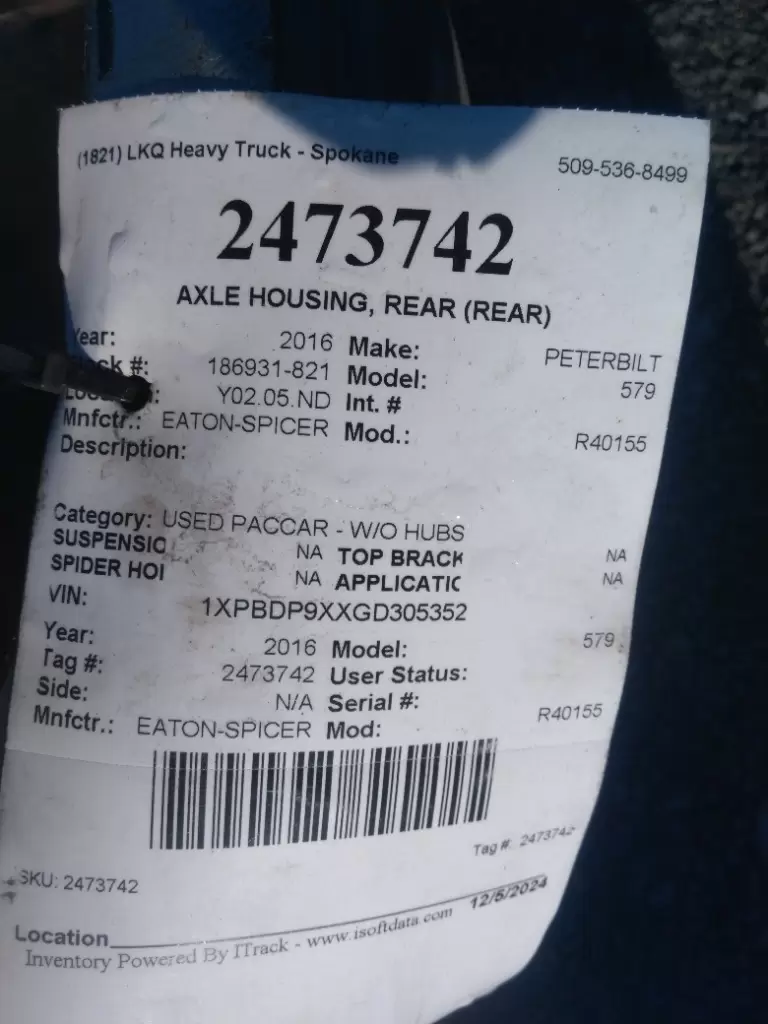 (1821) LKQ Heavy Truck - Spokane 509-536-8499
2473742
AXLE HOUSING, REAR (REAR)
Year: 2016 Make: PETERBILT
#: 186931-821 Model: 579
Y02.05.ND Int. #
Mnfctr.: EATON-SPICER Mod.: R40155
Description:
Category: USED PACCAR - W/O HUBS
SUSPENSIO NA TOP BRACK NA
SPIDER HOI NA APPLICATIC NA
VIN: 1XPBDP9XXGD305352
Year: 2016 Model: 579
Tag #: 2473742 User Status:
Side: N/A Serial #:
Mnfctr.: EATON-SPICER Mod: R40155
Tag #: 2473742
SKU: 2473742
Location 12/5/2024
Inventory Powered By ITrack - www.isoftdata.com